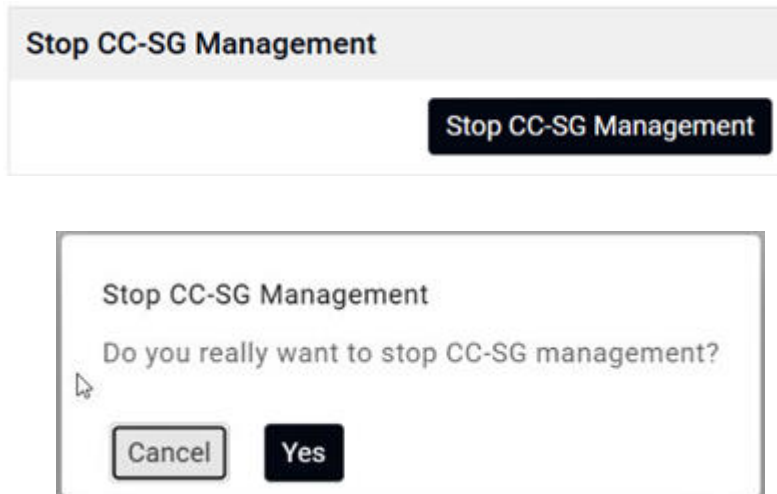 Stop CC-SG Management
Stop CC-SG Management
Stop CC-SG Management
Do you really want to stop CC-SG management?
Cancel Yes